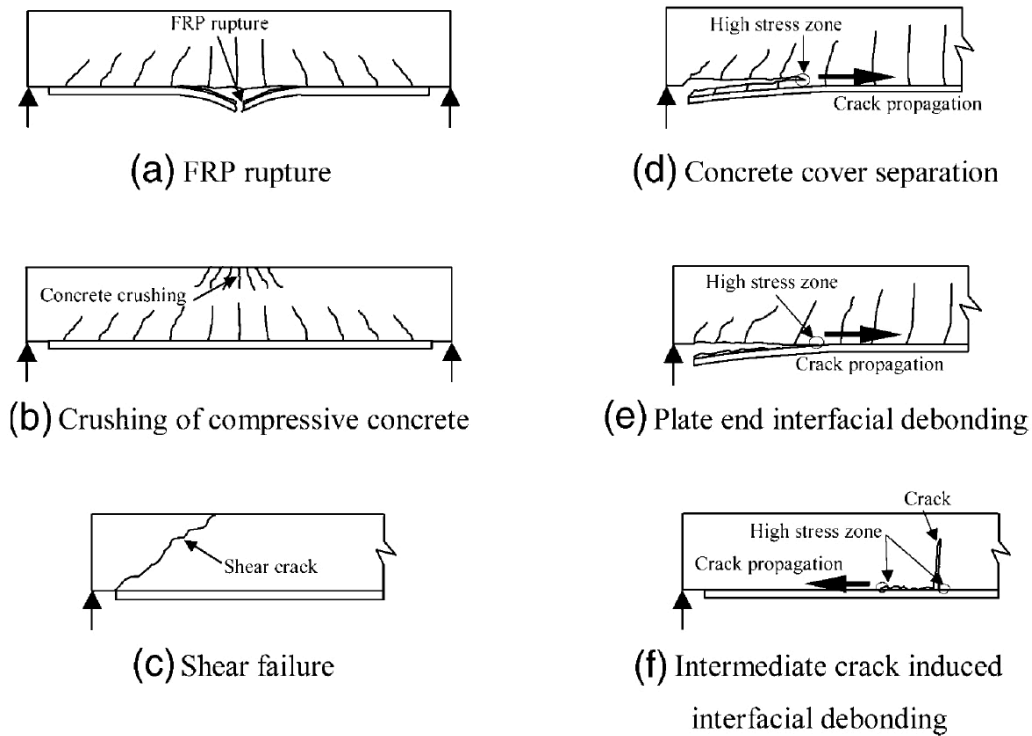 FRP rupture
(a) FRP rupture
Concrete crushing
(b) Crushing of compressive concrete
Shear crack
(c) Shear failure
High stress zone
Crack propagation
(d) Concrete cover separation
High stress zone
Crack propagation
(e) Plate end interfacial debonding
Crack
High stress zone
Crack propagation
(f) Intermediate crack induced
interfacial debonding